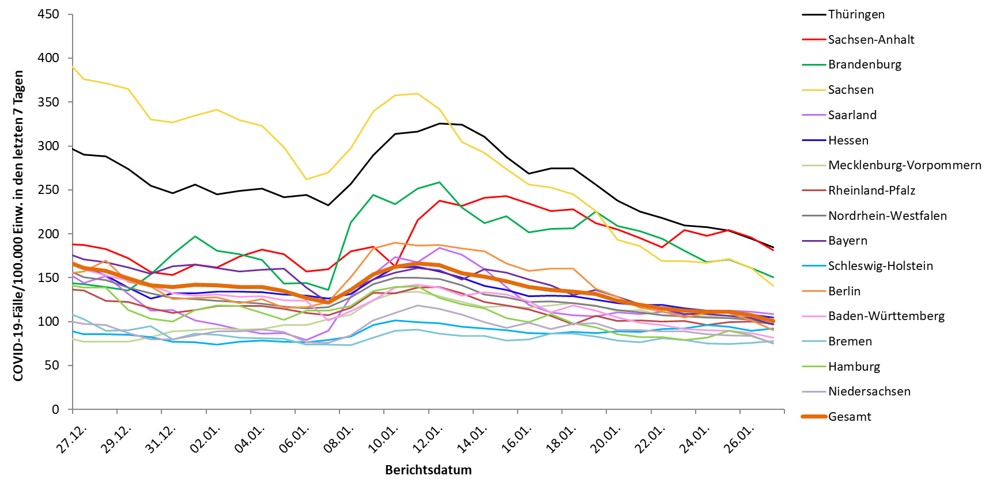 COVID-19-Fälle/100.000 Einw. in den letzten 7 Tagen
450
400
350
300
250
200
150
100
50
0
27.12.
29.12.
31.12.
02.01.
04.01.
06.01.
08.01.
10.01.
12.01.
14.01.
16.01.
18.01.
20.01.
22.01.
24.01.
26.01.
Berichtsdatum
Thüringen
Sachsen-Anhalt
Brandenburg
Sachsen
Saarland
Hessen
Mecklenburg-Vorpommern
Rheinland-Pfalz
Nordrhein-Westfalen
Bayern
Schleswig-Holstein
Berlin
Baden-Württemberg
Bremen
Hamburg
Niedersachsen
Gesamt